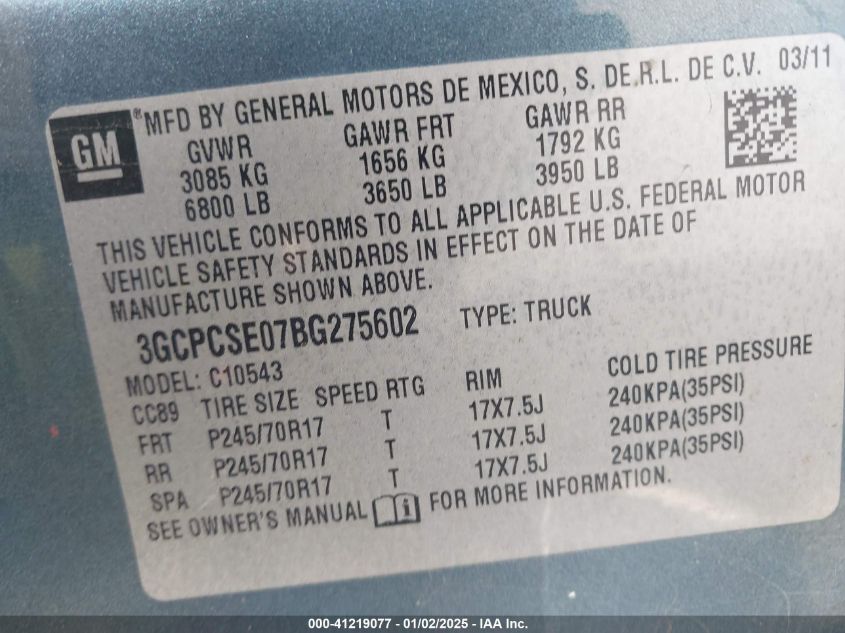 GM
®MFD BY GENERAL MOTORS DE MEXICO, S. DE.R.L. DE C.V. 03/11
GVWR GAWR FRT GAWR RR
3085 KG 1656 KG 1792 KG
6800 LB 3650 LB 3950 LB
THIS VEHICLE CONFORMS TO ALL APPLICABLE U.S. FEDERAL MOTOR
VEHICLE SAFETY STANDARDS IN EFFECT ON THE DATE OF
MANUFACTURE SHOWN ABOVE.
3GCPCSE07BG275602 TYPE: TRUCK
MODEL: C10543
CC89 TIRE SIZE SPEED RTG RIM COLD TIRE PRESSURE
FRT P245/70R17 T 17X7.5J 240KPA(35PSI)
RR P245/70R17 T 17X7.5J 240KPA(35PSI)
SPA P245/70R17 T 17X7.5J 240KPA(35PSI)
SEE OWNER'S MANUAL i FOR MORE INFORMATION.
000-41219077 - 01/02/2025 - IAA Inc.